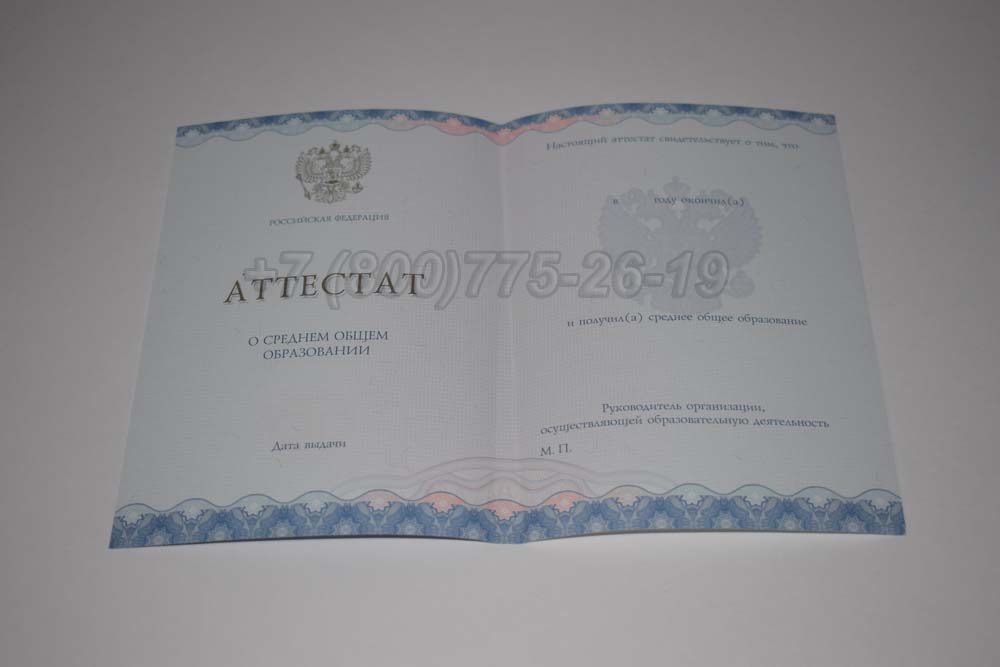 РОССИЙСКАЯ ФЕДЕРАЦИЯ
АТТЕСТАТ
О СРЕДНЕМ ОБЩЕМ
ОБРАЗОВАНИИ
Дата выдачи
Настоящий аттестат свидетельствует о том, что
в году окончил(а)
+7 (800)775-26-19
и получил(а) среднее общее образование
Руководитель организации,
осуществляющей образовательную деятельность
М. П.